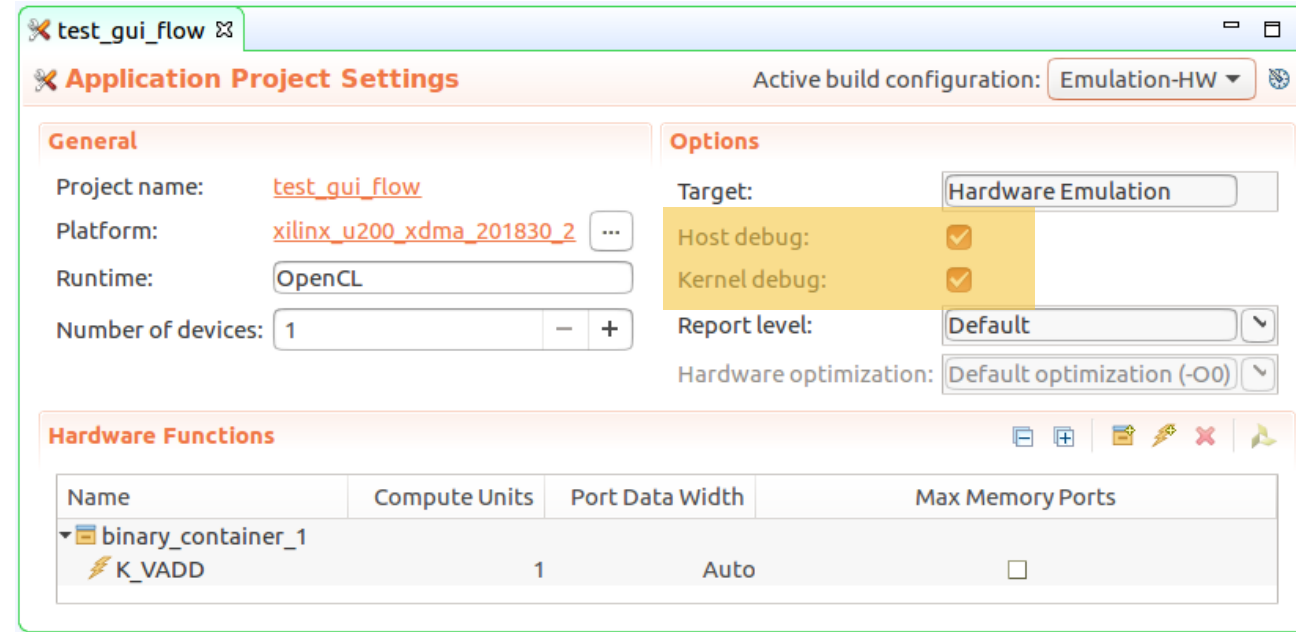 test_gui_flow
Application Project Settings Active build configuration: Emulation-HW
General
Project name: test_gui_flow
Platform: xilinx_u200_xdma_201830_2 ...
Runtime: OpenCL
Number of devices: 1 − +
Options
Target: Hardware Emulation
Host debug:
Kernel debug:
Report level: Default
Hardware optimization: Default optimization (-O0)
Hardware Functions
Name Compute Units Port Data Width Max Memory Ports
binary_container_1
K_VADD 1 Auto